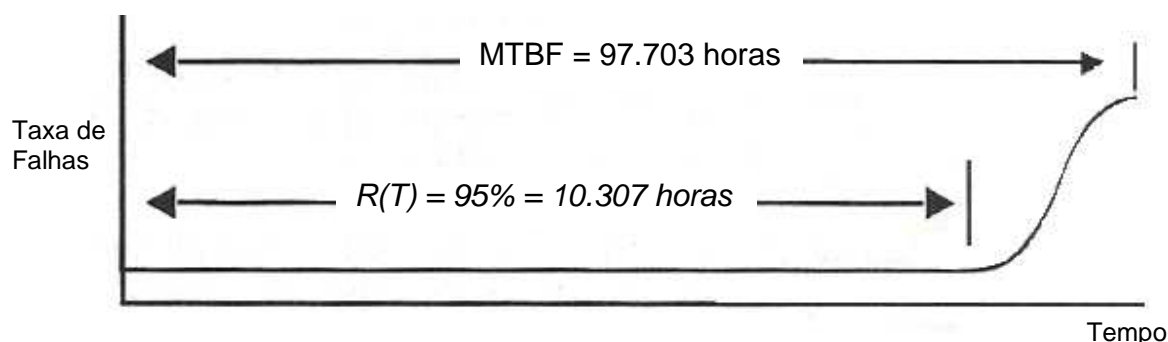 MTBF = 97.703 horas
Taxa de
Falhas
R(T) = 95% = 10.307 horas
Tempo